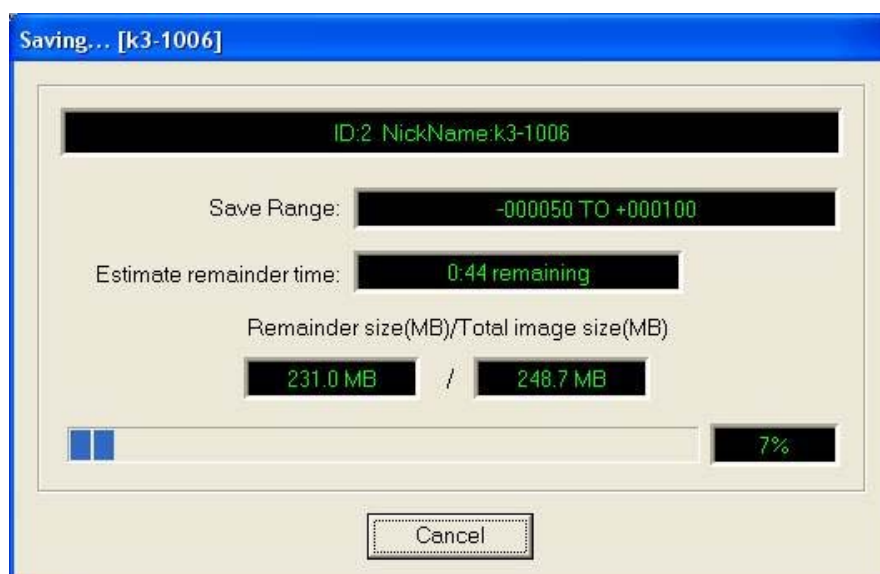 Saving... [k3-1006]
ID:2 NickName:k3-1006
Save Range: -000050 TO +000100
Estimate remainder time: 0:44 remaining
Remainder size(MB)/Total image size(MB)
231.0 MB / 248.7 MB
7%
Cancel